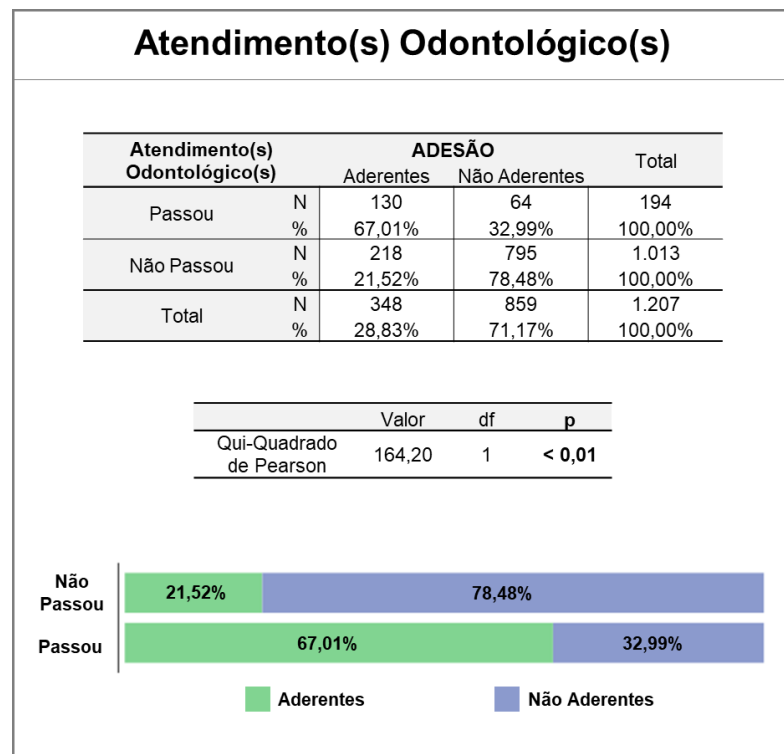 Atendimento(s) Odontológico(s)
Atendimento(s) Odontológico(s)
ADESÃO
Total
Aderentes Não Aderentes
Passou
N 130 64 194
% 67,01% 32,99% 100,00%
Não Passou
N 218 795 1.013
% 21,52% 78,48% 100,00%
Total
N 348 859 1.207
% 28,83% 71,17% 100,00%
Valor df p
Qui-Quadrado
de Pearson
164,20 1 < 0,01
Não
Passou
21,52% 78,48%
Passou 67,01% 32,99%
Aderentes Não Aderentes